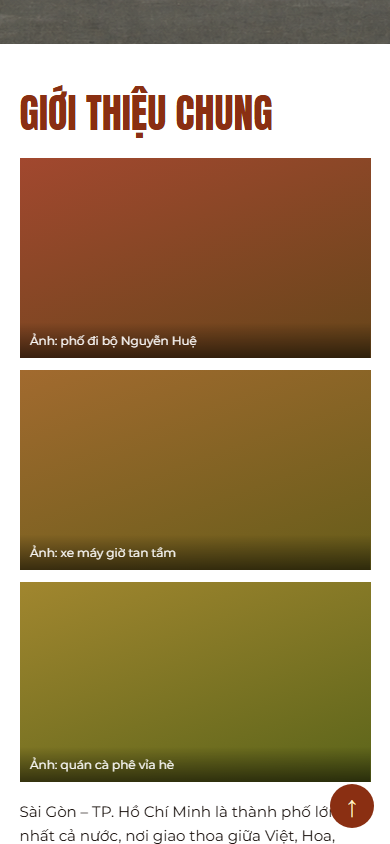 GIỚI THIỆU CHUNG
Ảnh: phố đi bộ Nguyễn Huệ
Ảnh: xe máy giờ tan tầm
Ảnh: quán cà phê vỉa hè
Sài Gòn – TP. Hồ Chí Minh là thành phố
nhất cả nước, nơi giao thoa giữa Việt, Hoa,